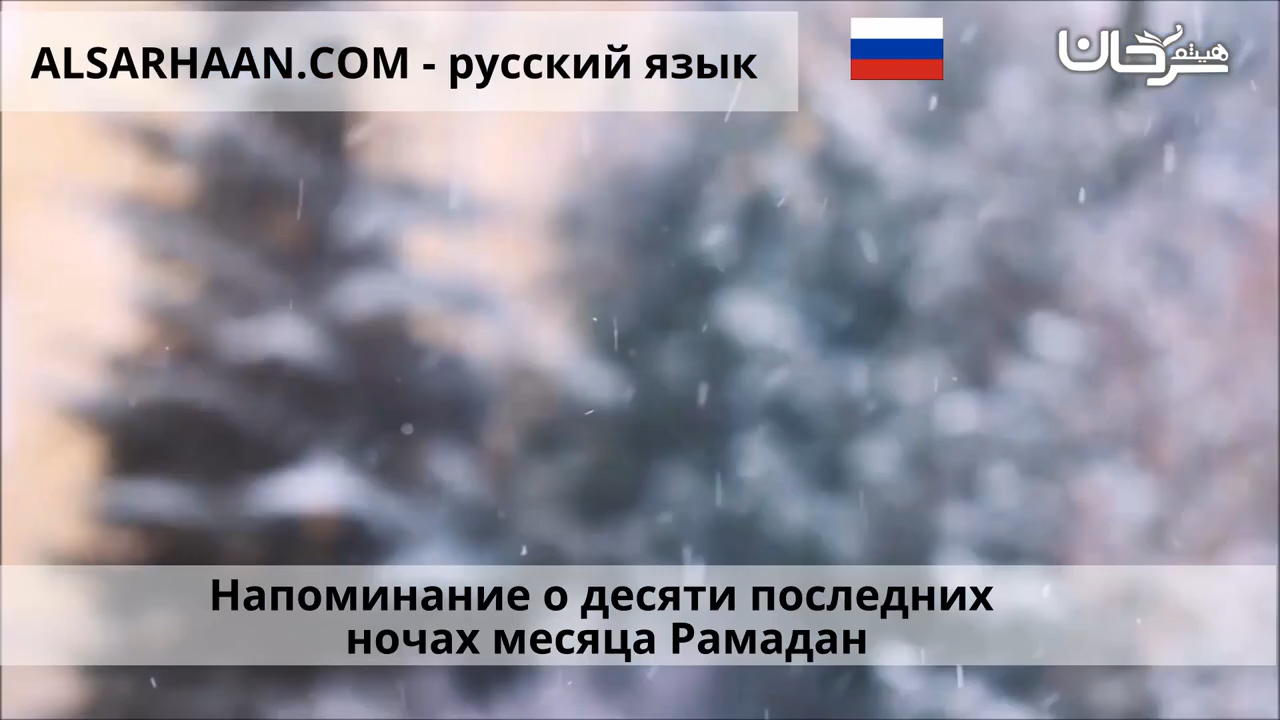 ALSARHAAN.COM - русский язык
هيثم سرحان
Напоминание о десяти последних
ночах месяца Рамадан